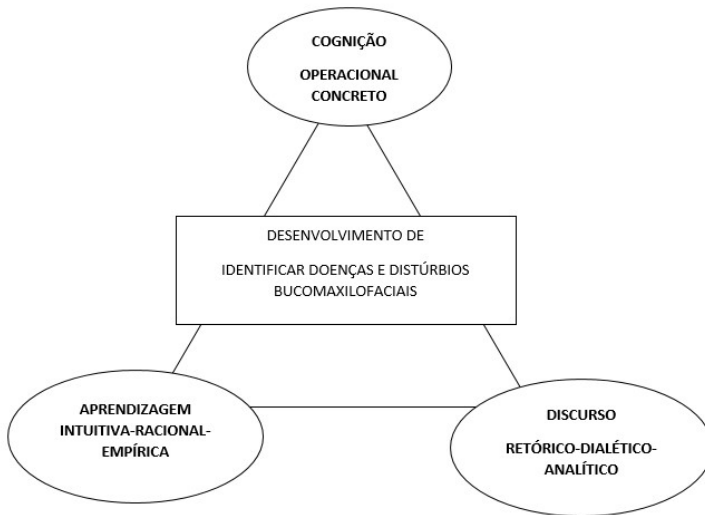 COGNIÇÃO
OPERACIONAL
CONCRETO
DESENVOLVIMENTO DE
IDENTIFICAR DOENÇAS E DISTÚRBIOS
BUCOMAXILOFACIAIS
APRENDIZAGEM
INTUITIVA-RACIONAL-
EMPÍRICA
DISCURSO
RETÓRICO-DIALÉTICO-
ANALÍTICO